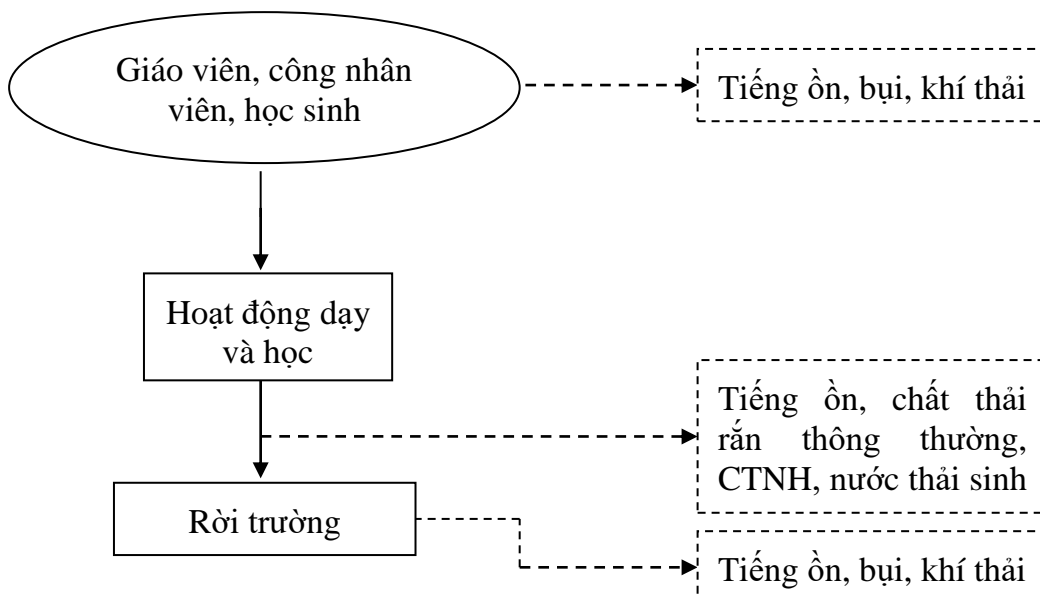 Giáo viên, công nhân
viên, học sinh
Tiếng ồn, bụi, khí thải
Hoạt động dạy
và học
Tiếng ồn, chất thải
rắn thông thường,
CTNH, nước thải sinh
Rời trường
Tiếng ồn, bụi, khí thải